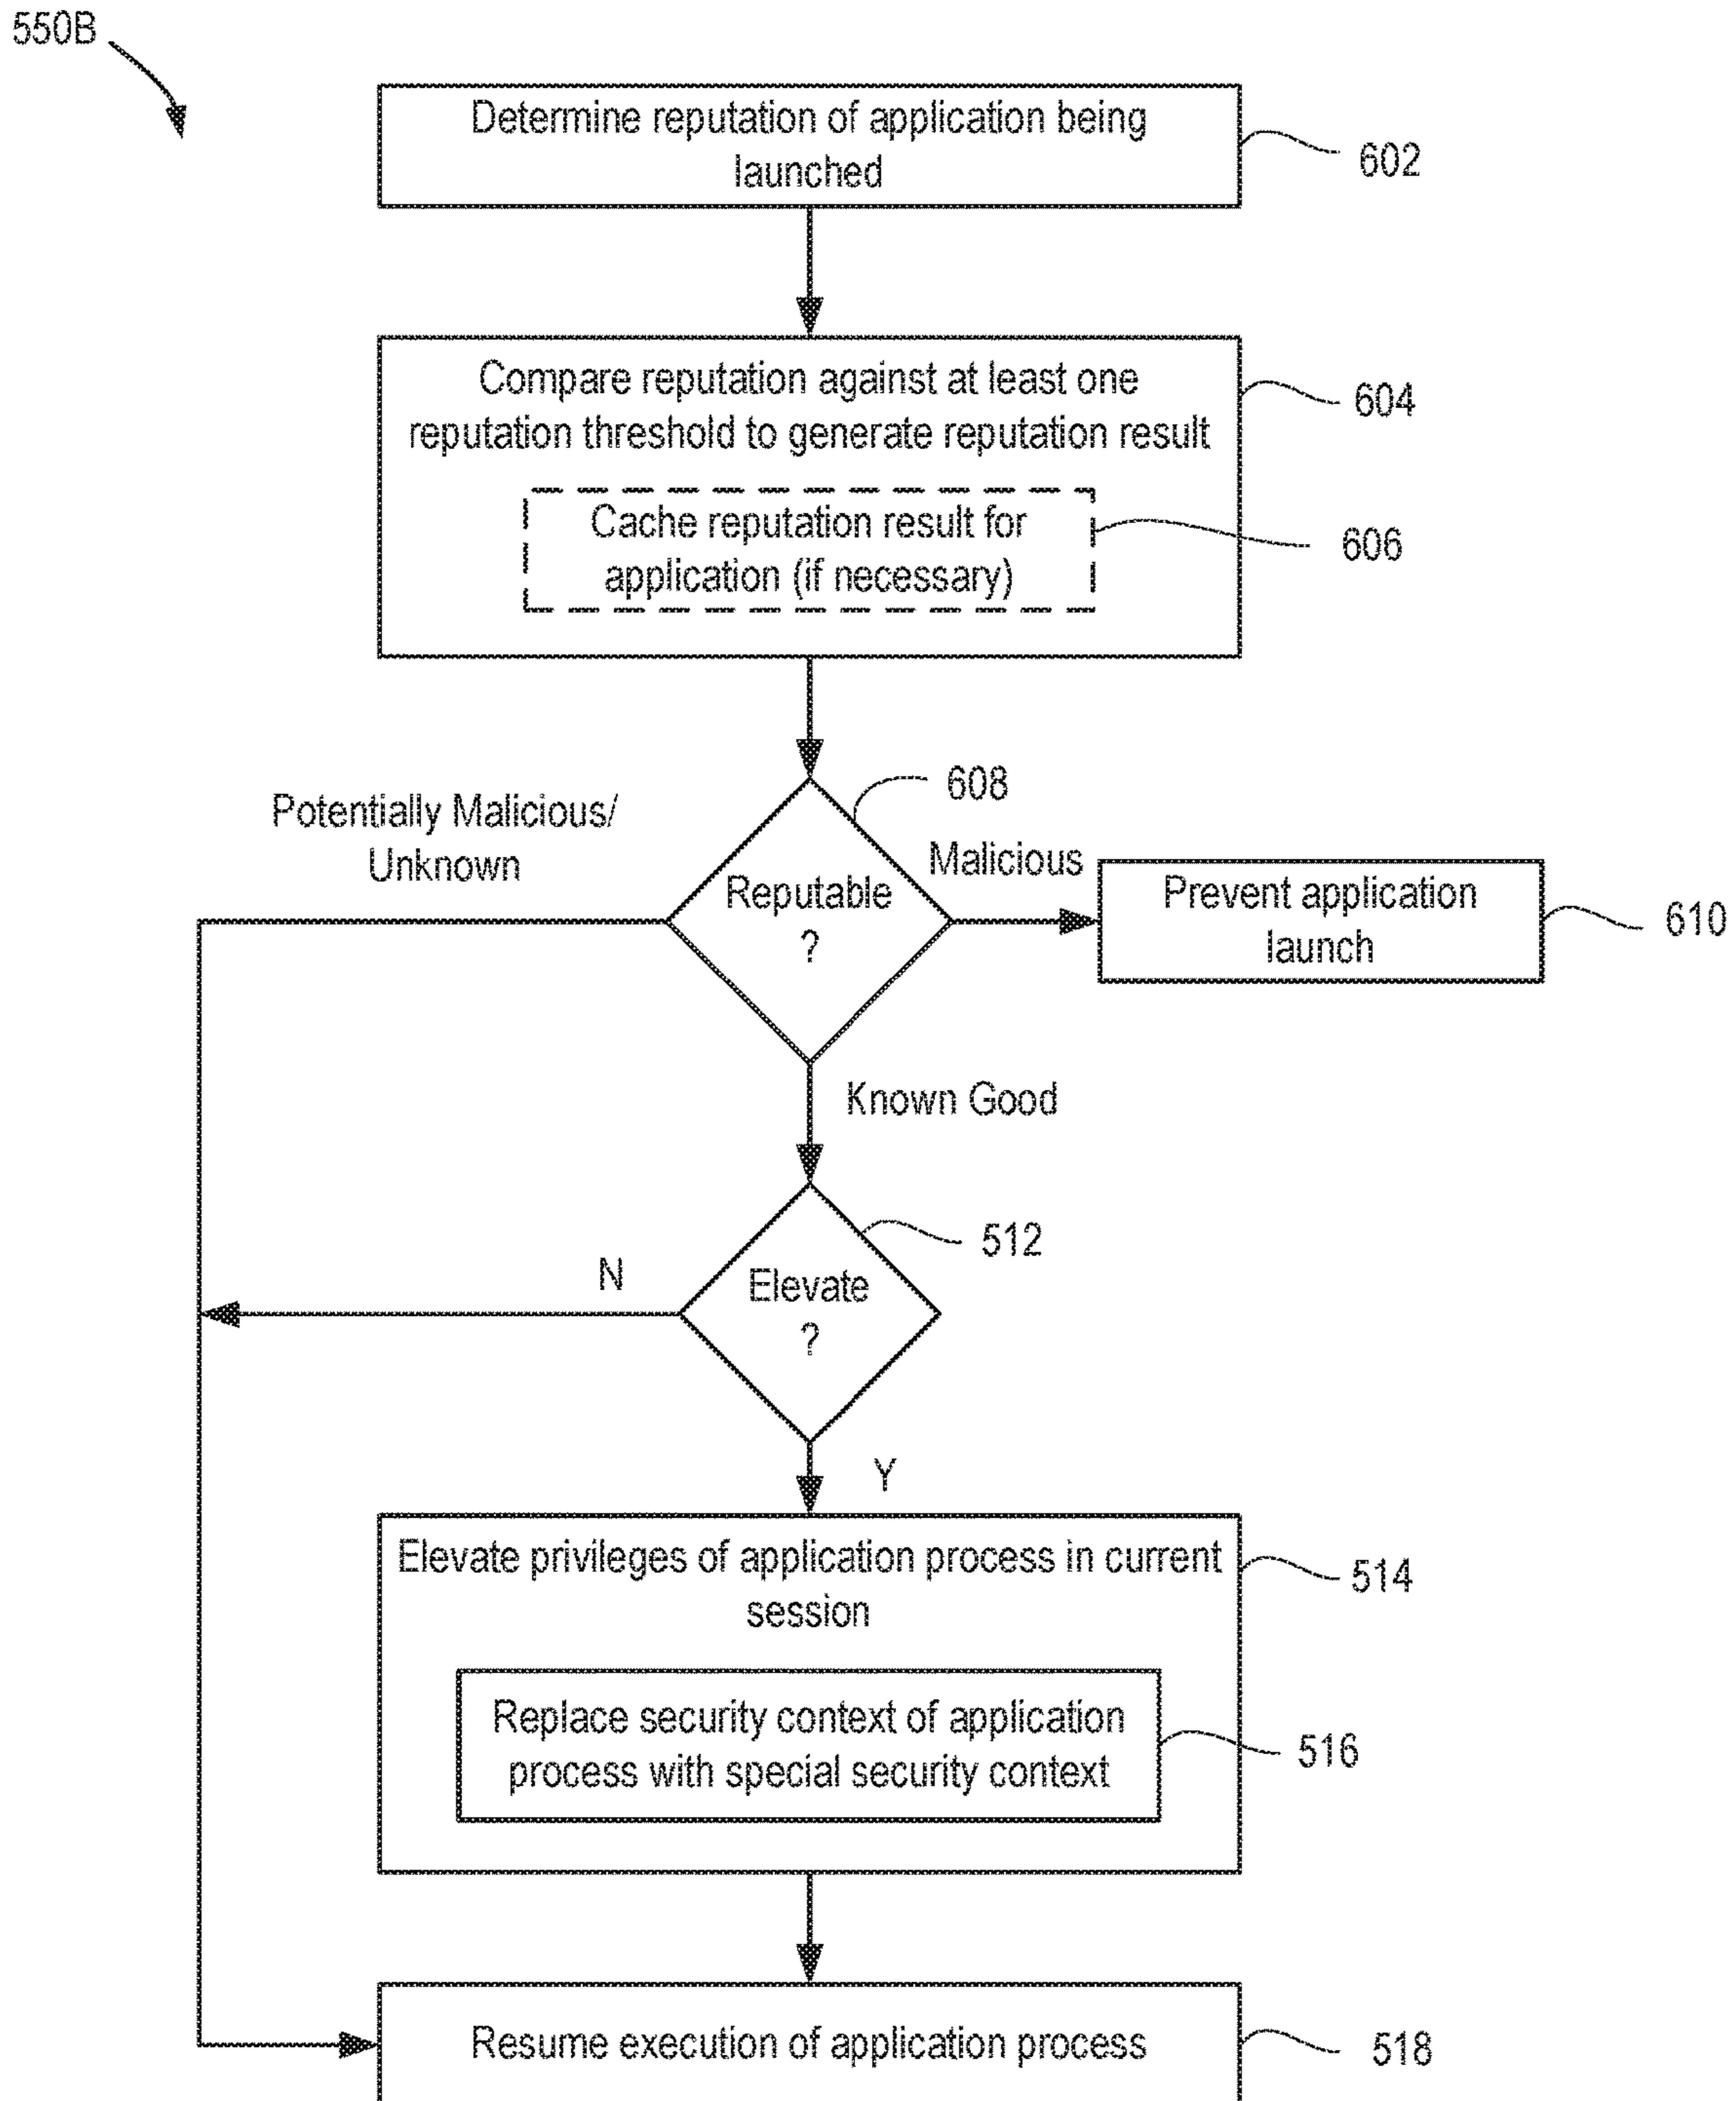 550B
Determine reputation of application being
launched
602
Compare reputation against at least one
reputation threshold to generate reputation result
604
Cache reputation result for
application (if necessary)
606
608
Potentially Malicious/
Unknown
Malicious
Reputable
?
Prevent application
launch
610
Known Good
512
N
Elevate
?
Y
Elevate privileges of application process in current
session
514
Replace security context of application
process with special security context
516
Resume execution of application process
518